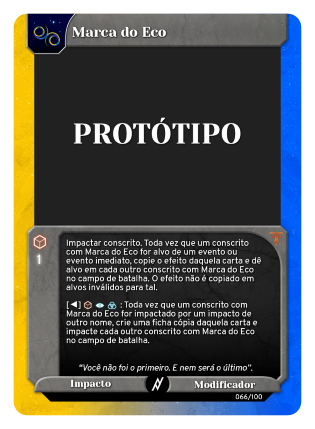 Marca do Eco
PROTÓTIPO
1
Impactar conscrito. Toda vez que um conscrito
com Marca do Eco for alvo de um evento ou
evento imediato, copie o efeito daquela carta e dê
alvo em cada outro conscrito com Marca do Eco
no campo de batalha. O efeito não é copiado em
alvos inválidos para tal.
[◄] : Toda vez que um conscrito com
Marca do Eco for impactado por um impacto de
outro nome, crie uma ficha cópia daquela carta e
impacte cada outro conscrito com Marca do Eco
no campo de batalha.
“Você não foi o primeiro. E nem será o último”.
Impacto
Modificador
066/100